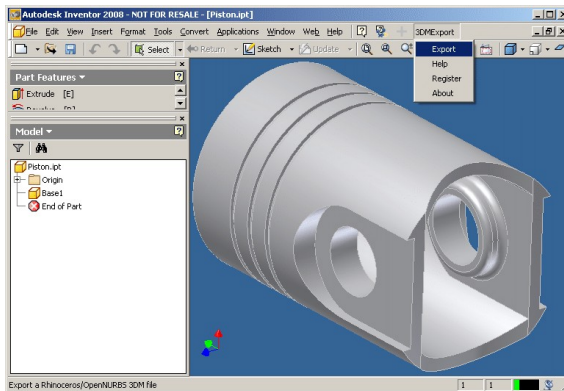 Autodesk Inventor 2008 - NOT FOR RESALE - [Piston.ipt]
File Edit View Insert Format Tools Convert Applications Window Web Help 3DMExport
Select Return Sketch Update
Export
Help
Register
About
Part Features
Extrude [E]
Model
Piston.ipt
Origin
Base1
End of Part
Export a Rhinoceros/OpenNURBS 3DM file
1 1